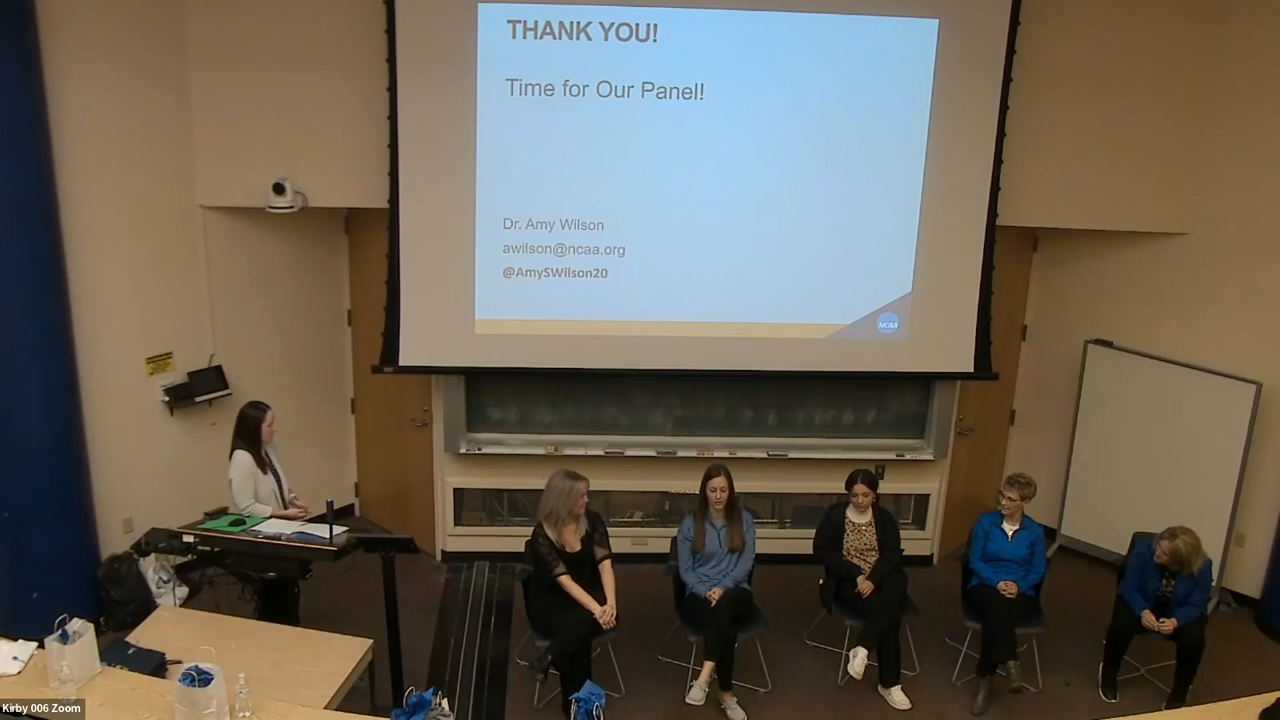 THANK YOU!
Time for Our Panel!
Dr. Amy Wilson
awilson@ncaa.org
@AmySWilson20
NCAA
Kirby 006 Zoom